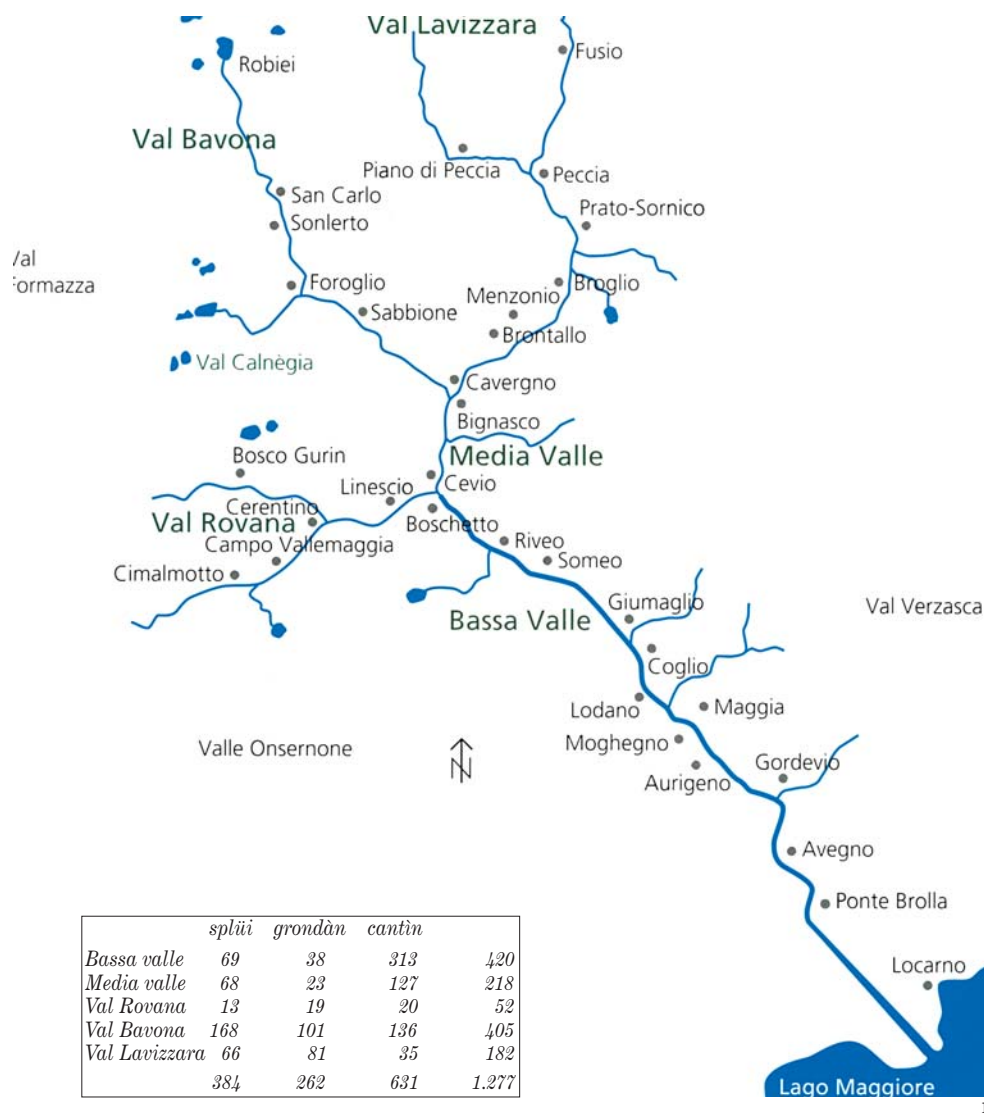 Val Lavizzara
Fusio
Robiei
Val Bavona
Piano di Peccia
Peccia
San Carlo
Prato-Sornico
Sonlerto
Val
Formazza
Foroglio
Broglio
Menzonio
Sabbione
Brontallo
Val Calnègia
Cavergno
Bignasco
Bosco Gurin
Media Valle
Linescio
Cevio
Cerentino
Val Rovana
Boschetto
Campo Vallemaggia
Riveo
Someo
Cimalmotto
Giumaglio
Val Verzasca
Bassa Valle
Coglio
Lodano
Maggia
Moghegno
Valle Onsernone
N
Gordevio
Aurigeno
Avegno
Ponte Brolla
Locarno
Lago Maggiore
splüi grondàn cantìn
Bassa valle 69 38 313 420
Media valle 68 23 127 218
Val Rovana 13 19 20 52
Val Bavona 168 101 136 405
Val Lavizzara 66 81 35 182
384 262 631 1.277